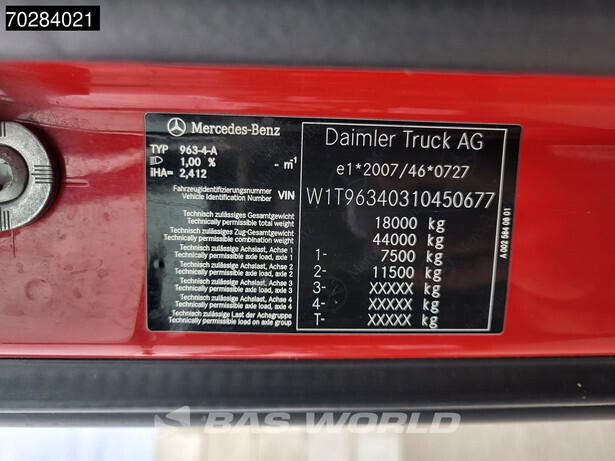 70284021
Mercedes-Benz
TYP 963-4-A
1,00 % - m⁻¹
iHA= 2,412
Daimler Truck AG
e1*2007/46*0727
Fahrzeugidentifizierungsnummer
Vehicle Identification Number VIN W1T96340310450677
Technisch zulässiges Gesamtgewicht
Technically permissible total weight 18000 kg
Technisch zulässiges Zug-Gesamtgewicht
Technically permissible combination weight 44000 kg
Technisch zulässige Achslast, Achse 1
Technically permissible axle load, axle 1 1- 7500 kg
Technisch zulässige Achslast, Achse 2
Technically permissible axle load, axle 2 2- 11500 kg
Technisch zulässige Achslast, Achse 3
Technically permissible axle load, axle 3 3- XXXXX kg
Technisch zulässige Achslast, Achse 4
Technically permissible axle load, axle 4 4- XXXXX kg
Technisch zulässige Last der Achsgruppe
Technically permissible load on axle group T- XXXXX kg
A 002 584 08 01
BAS WORLD